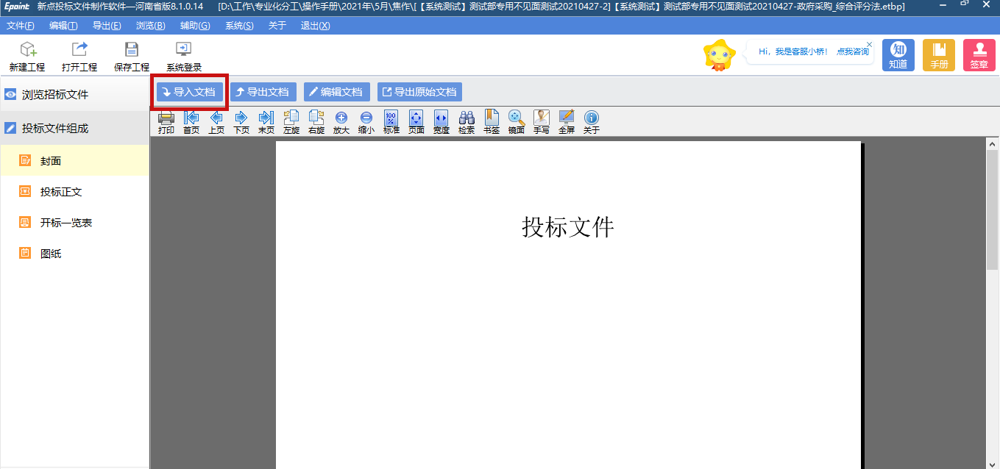 Epoint 新点投标文件制作软件—河南省版8.1.0.14 [D:\工作\专业化分工\操作手册\2021年\5月\焦作\[【系统测试】测试部专用不见面测试20210427-2]【系统测试】测试部专用不见面测试20210427-政府采购_综合评分法.etbp]
文件(F) 编辑(T) 导出(E) 浏览(B) 辅助(G) 系统(S) 关于 退出(X)
新建工程 打开工程 保存工程 系统登录
Hi，我是客服小桥！ 点我咨询
知 知道 手册 签章
浏览招标文件
导入文档 导出文档 编辑文档 导出原始文档
投标文件组成
打印 首页 上页 下页 末页 左旋 右旋 放大 缩小 100% 标准 页面 宽度 检索 书签 镜面 手写 全屏 关于
封面
投标正文
开标一览表
图纸
投标文件